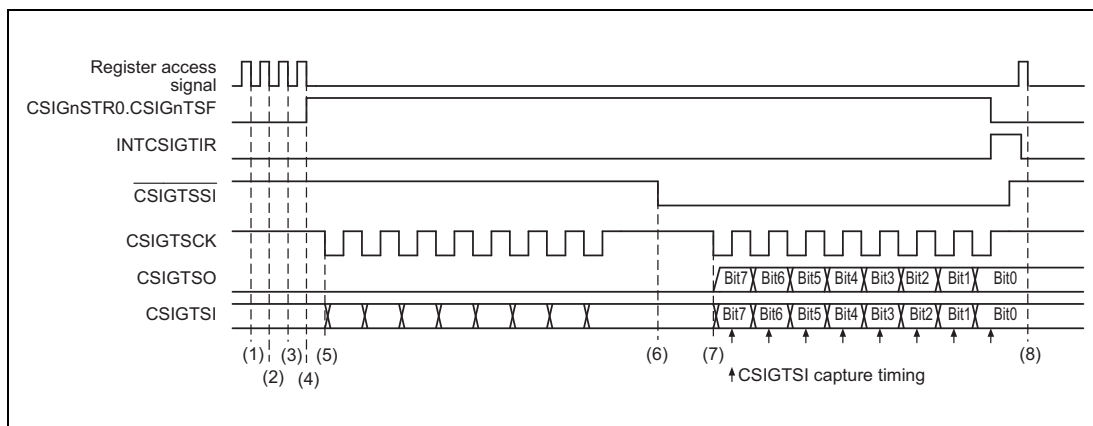 Register access
signal
CSIGnSTR0.CSIGnTSF
INTCSIGTIR
CSIGTSSI
CSIGTSCK
CSIGTSO Bit7 Bit6 Bit5 Bit4 Bit3 Bit2 Bit1 Bit0
CSIGTSI Bit7 Bit6 Bit5 Bit4 Bit3 Bit2 Bit1 Bit0
(1) (3) (5) (6) (7) (8)
(2) (4) CSIGTSI capture timing